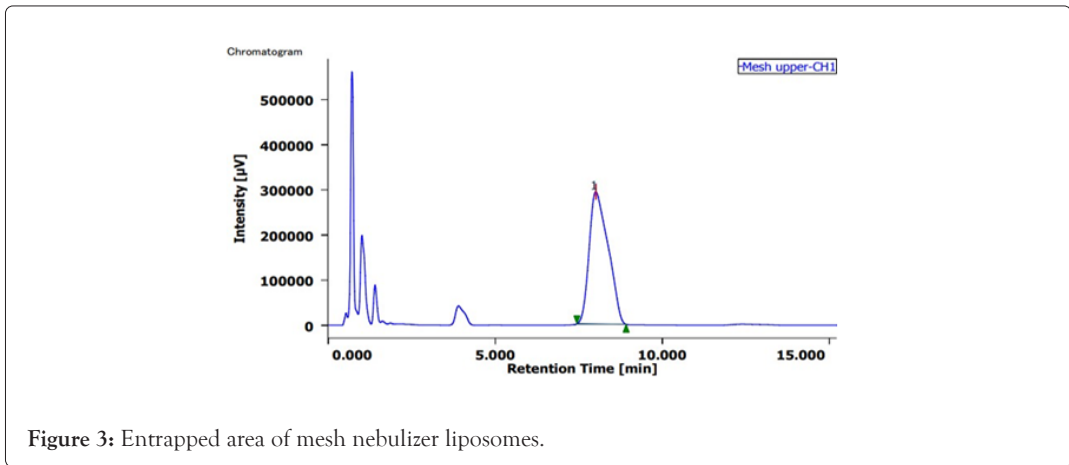 Chromatogram
Mesh upper-CH1
500000
400000
300000
200000
100000
0
Intensity [µV]
1
0.000 5.000 10.000 15.000
Retention Time [min]
Figure 3: Entrapped area of mesh nebulizer liposomes.